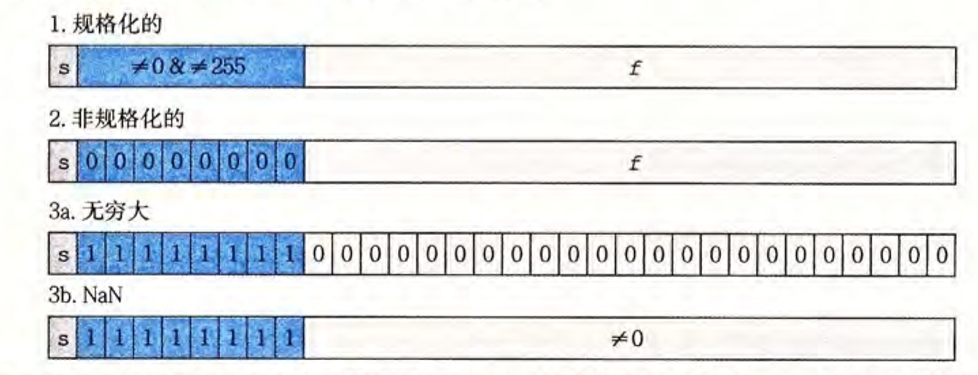 1. 规格化的
s ≠0 & ≠255 f
2. 非规格化的
s 0 0 0 0 0 0 0 0 f
3a. 无穷大
s 1 1 1 1 1 1 1 1 0 0 0 0 0 0 0 0 0 0 0 0 0 0 0 0 0 0 0 0 0 0 0
3b. NaN
s 1 1 1 1 1 1 1 1 ≠0